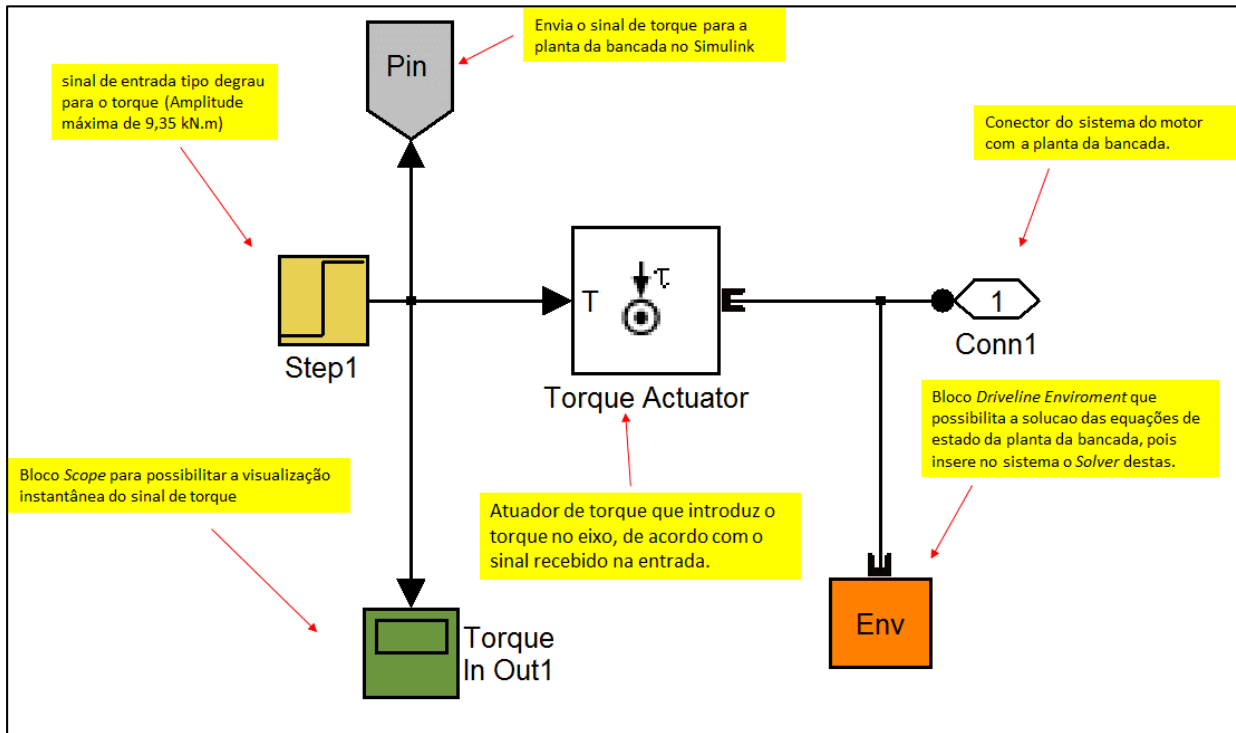 Envia o sinal de torque para a
planta da bancada no Simulink
Pin
sinal de entrada tipo degrau
para o torque (Amplitude
máxima de 9,35 kN.m)
Conector do sistema do motor
com a planta da bancada.
Step1
T
τ
Torque Actuator
1
Conn1
Bloco Driveline Enviroment que
possibilita a solucao das equações de
estado da planta da bancada, pois
insere no sistema o Solver destas.
Bloco Scope para possibilitar a visualização
instantânea do sinal de torque
Atuador de torque que introduz o
torque no eixo, de acordo com o
sinal recebido na entrada.
Torque
In Out1
Env